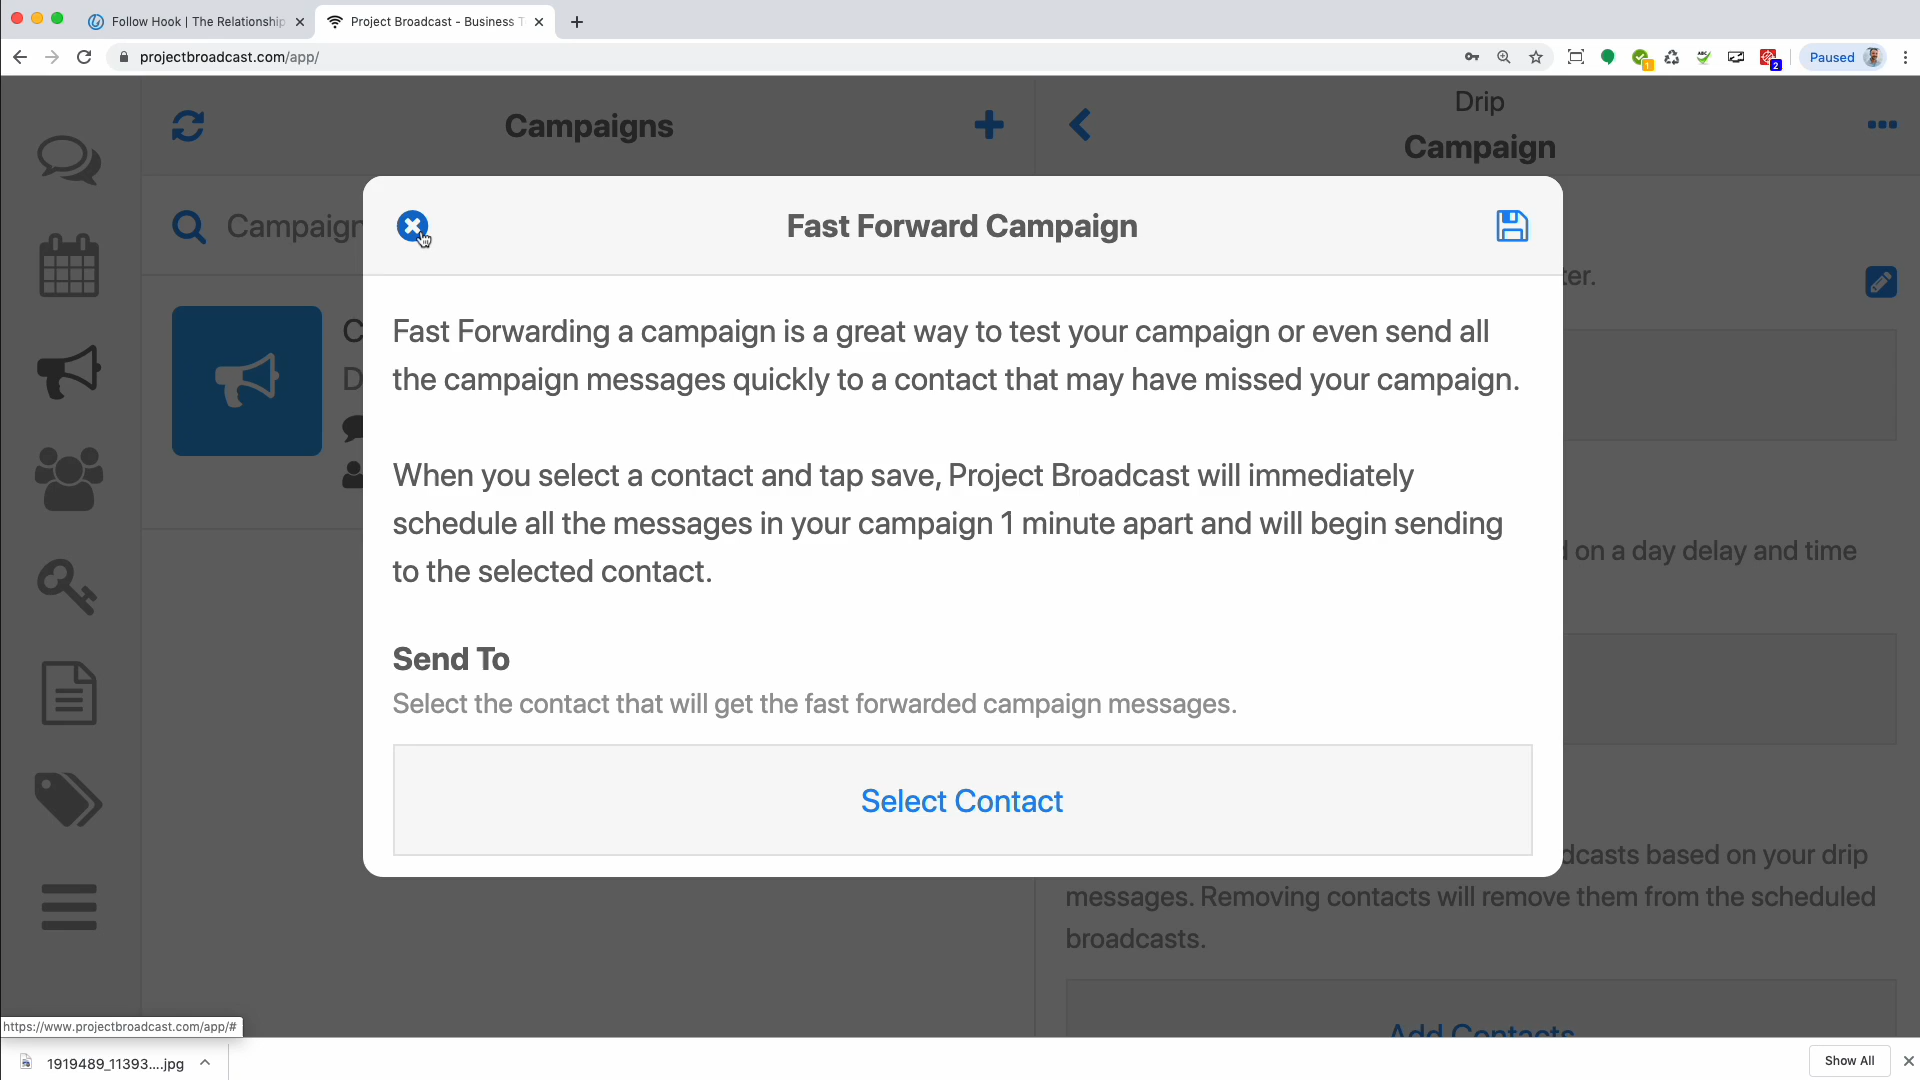 Follow Hook | The Relationship
Project Broadcast - Business T
projectbroadcast.com/app/
ABC
1
2
Paused
Campaigns
Drip
Campaign
Campaign
Fast Forward Campaign
ter.
C
D
Fast Forwarding a campaign is a great way to test your campaign or even send all
the campaign messages quickly to a contact that may have missed your campaign.
When you select a contact and tap save, Project Broadcast will immediately
schedule all the messages in your campaign 1 minute apart and will begin sending
to the selected contact.
on a day delay and time
Send To
Select the contact that will get the fast forwarded campaign messages.
Select Contact
dcasts based on your drip
messages. Removing contacts will remove them from the scheduled
broadcasts.
Add Contacts
https://www.projectbroadcast.com/app/#
1919489_11393....jpg
Show All